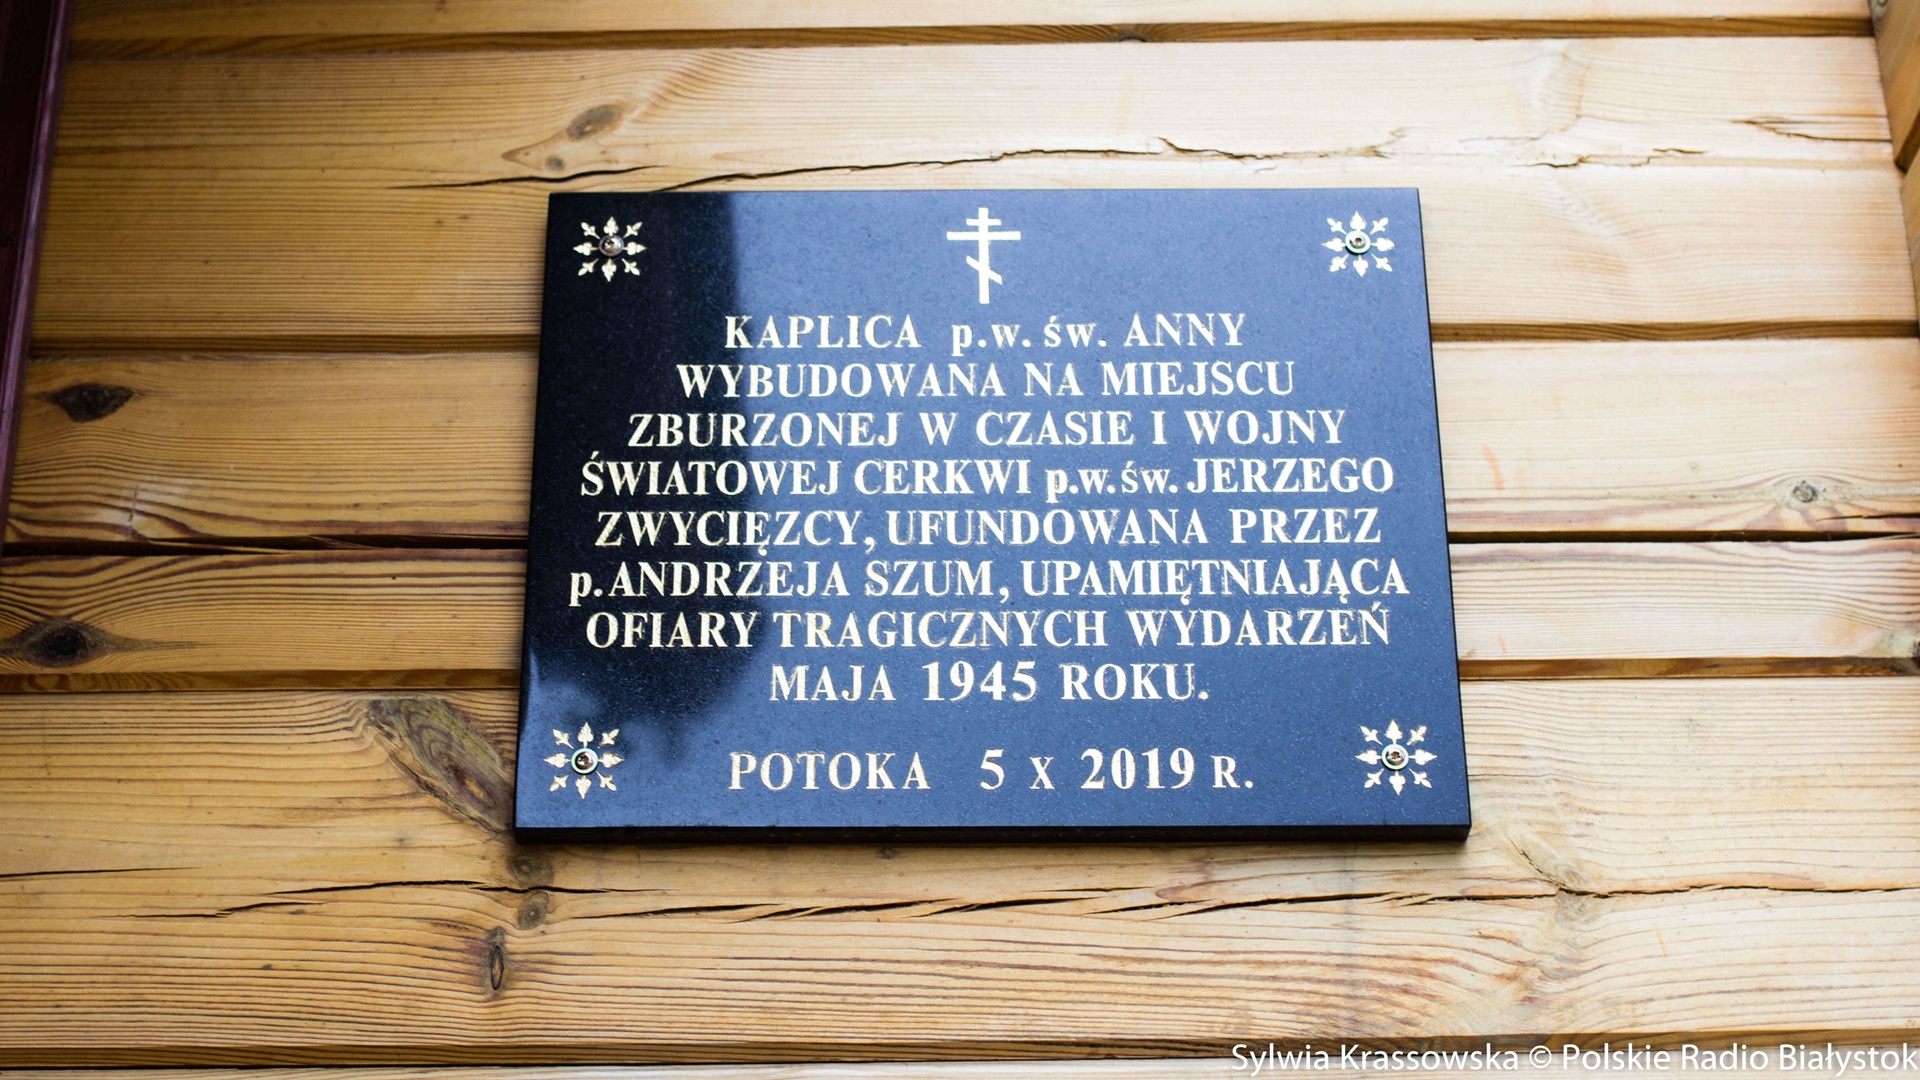 KAPLICA p.w. św. ANNY
WYBUDOWANA NA MIEJSCU
ZBURZONEJ W CZASIE I WOJNY
ŚWIATOWEJ CERKWI p.w. św. JERZEGO
ZWYCIĘZCY, UFUNDOWANA PRZEZ
p. ANDRZEJA SZUM, UPAMIĘTNIAJĄCA
OFIARY TRAGICZNYCH WYDARZEŃ
MAJA 1945 ROKU.
POTOKA 5 X 2019 R.
Sylwia Krassowska © Polskie Radio Białystok